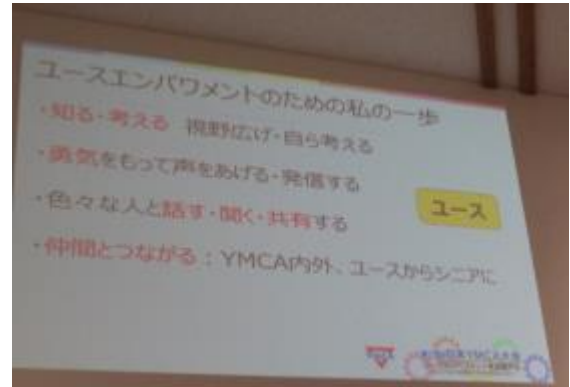 ユースエンパワメントのための私の一歩
・知る・考える 視野広げ・自ら考える
・勇気をもって声をあげる・発信する
ユース
・色々な人と話す・聞く・共有する
・仲間とつながる：YMCA内外、ユースからシニアに